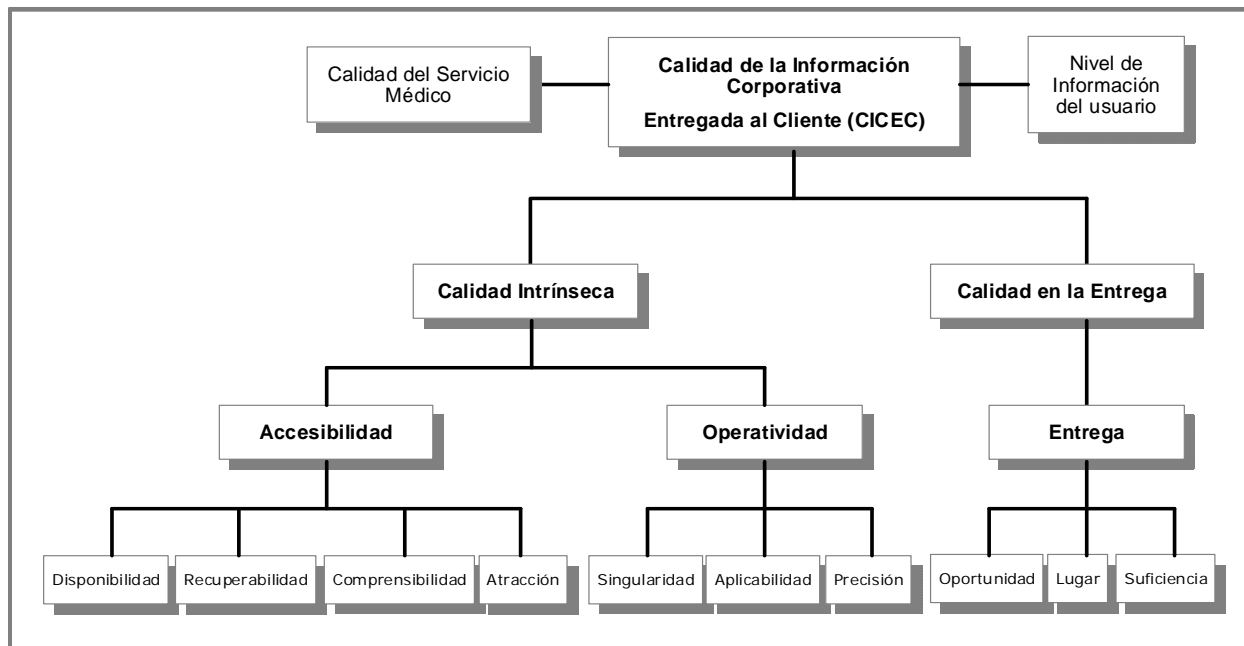 Calidad del Servicio
Médico
Calidad de la Información
Corporativa
Entregada al Cliente (CICEC)
Nivel de
Información
del usuario
Calidad Intrínseca
Calidad en la Entrega
Accesibilidad
Operatividad
Entrega
Disponibilidad
Recuperabilidad
Comprensibilidad
Atracción
Singularidad
Aplicabilidad
Precisión
Oportunidad
Lugar
Suficiencia